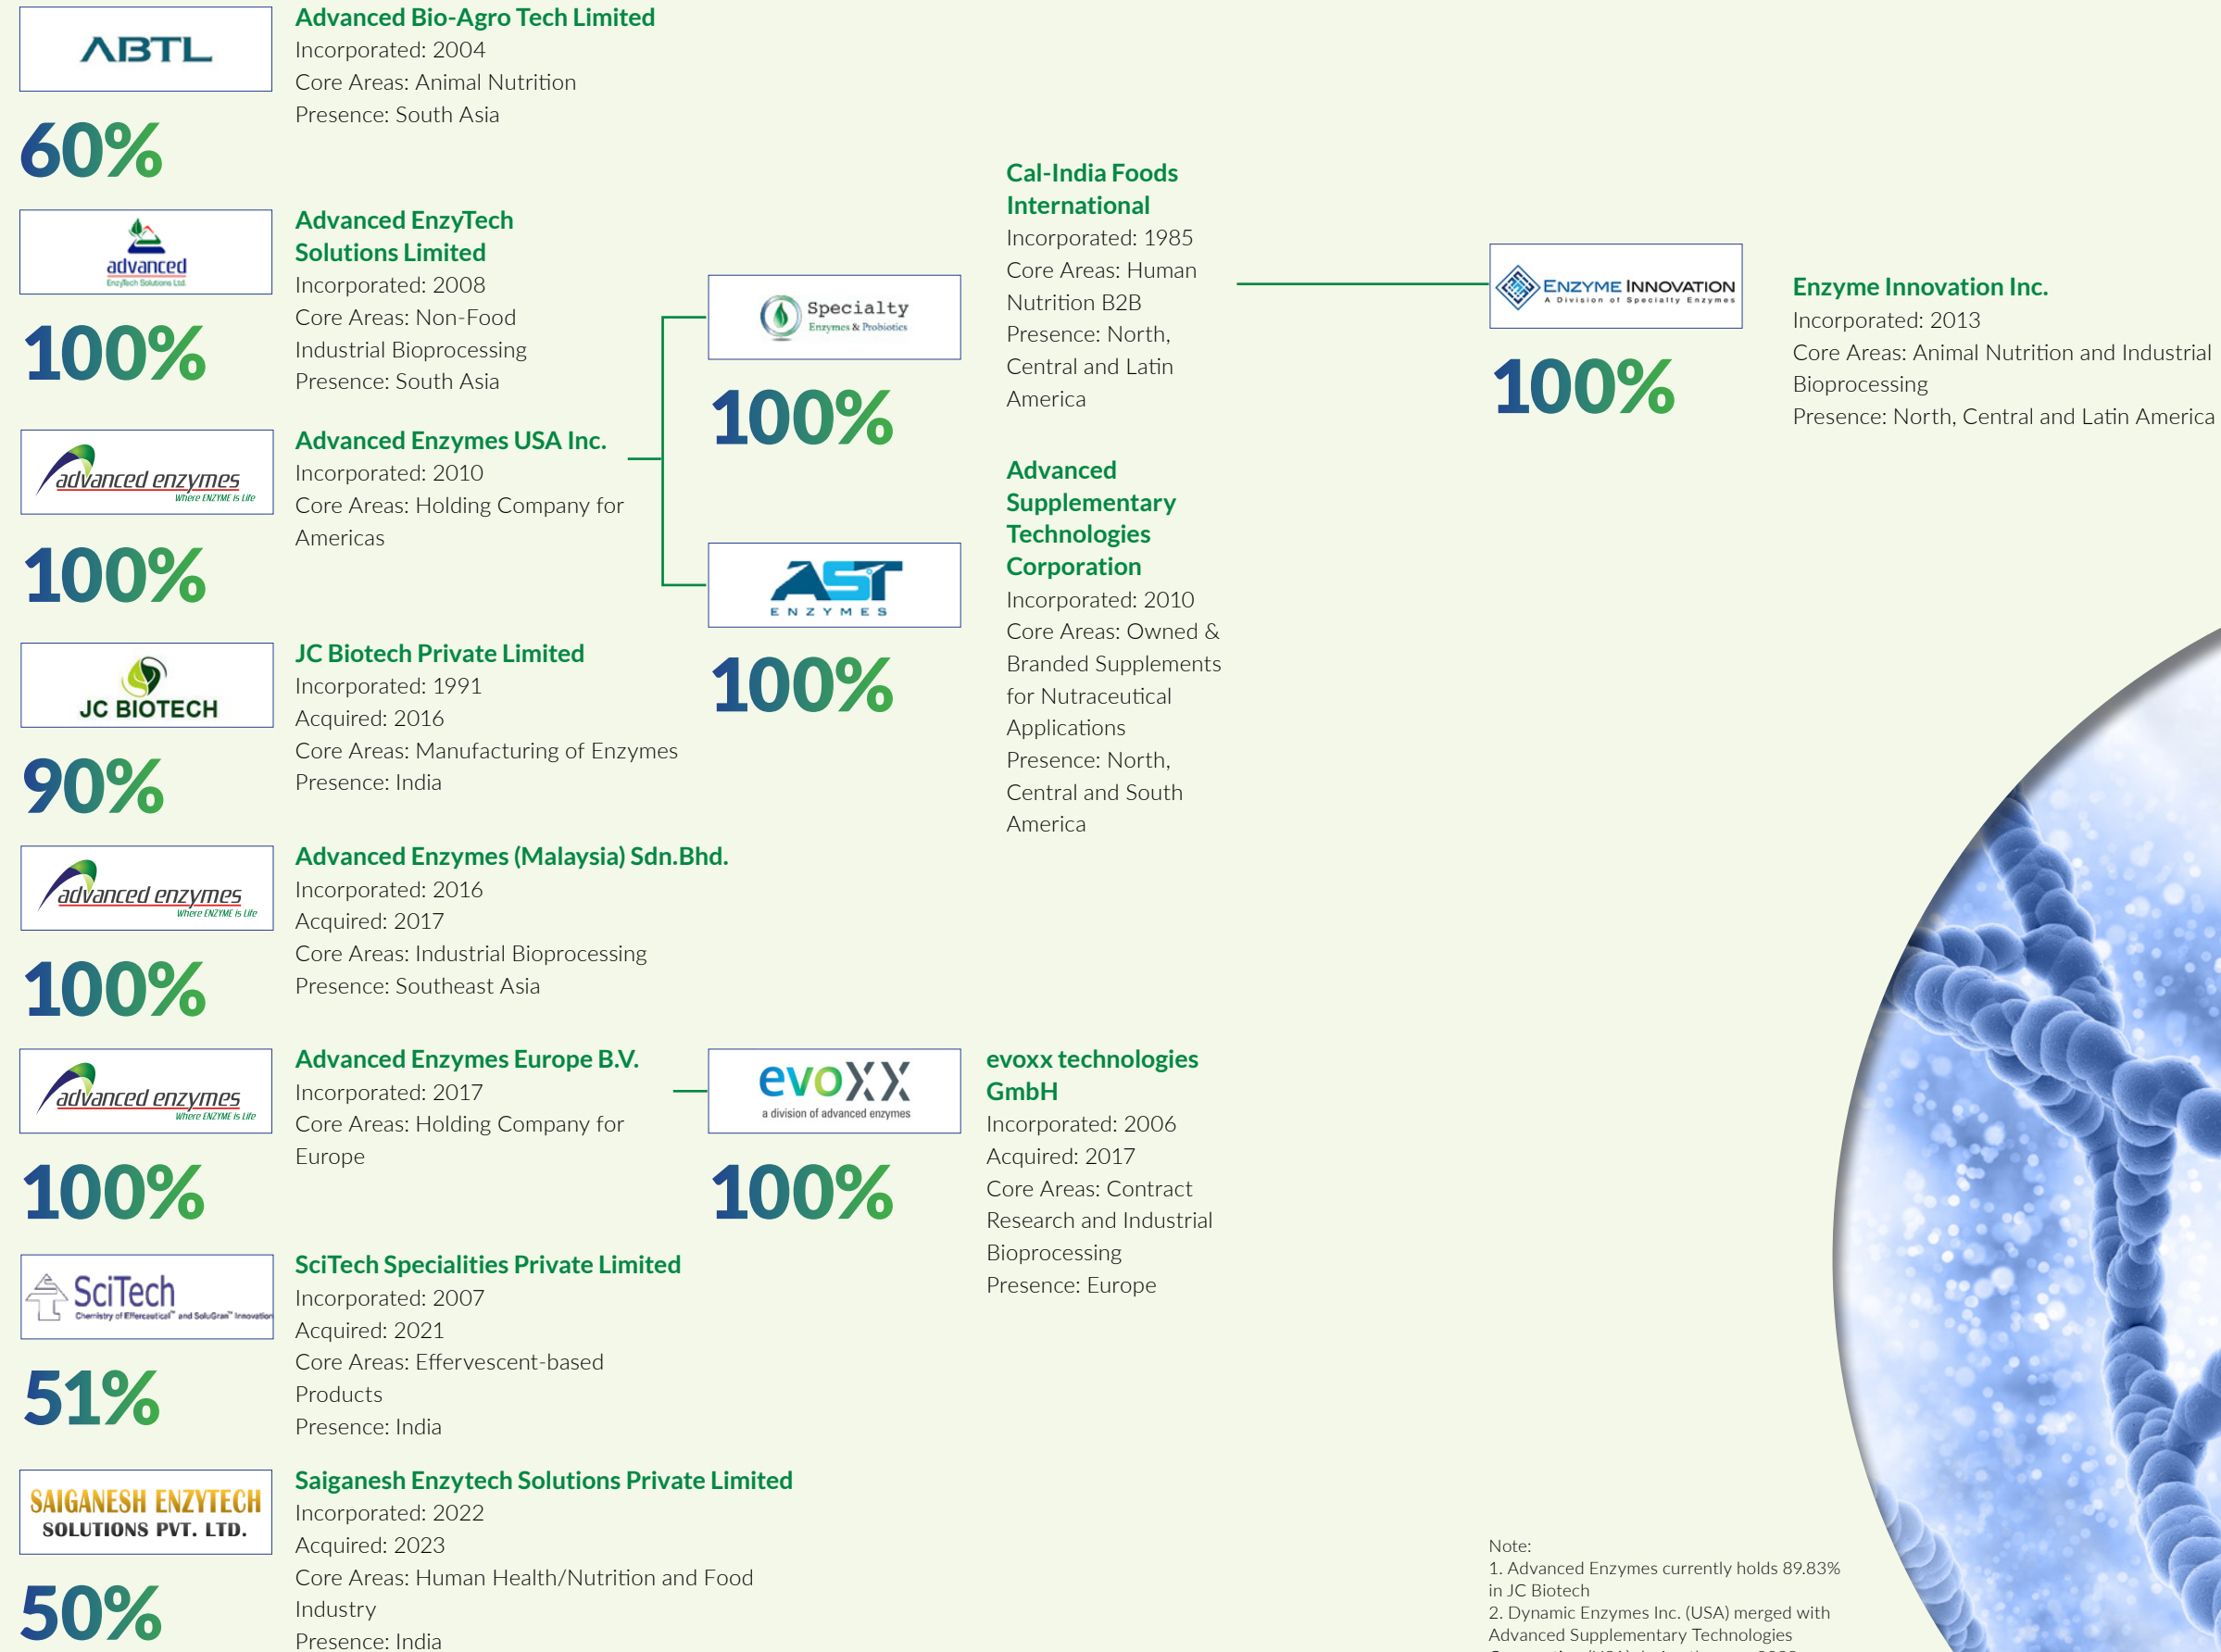 ABTL
60%
Advanced Bio-Agro Tech Limited
Incorporated: 2004
Core Areas: Animal Nutrition
Presence: South Asia
advanced
EnzyTech Solutions Ltd.
100%
Advanced EnzyTech
Solutions Limited
Incorporated: 2008
Core Areas: Non-Food
Industrial Bioprocessing
Presence: South Asia
advanced enzymes
Where ENZYME is Life
100%
Advanced Enzymes USA Inc.
Incorporated: 2010
Core Areas: Holding Company for
Americas
Specialty
Enzymes & Probiotics
100%
Cal-India Foods
International
Incorporated: 1985
Core Areas: Human
Nutrition B2B
Presence: North,
Central and Latin
America
ENZYME INNOVATION
A Division of Specialty Enzymes
100%
Enzyme Innovation Inc.
Incorporated: 2013
Core Areas: Animal Nutrition and Industrial
Bioprocessing
Presence: North, Central and Latin America
AST
ENZYMES
100%
Advanced
Supplementary
Technologies
Corporation
Incorporated: 2010
Core Areas: Owned &
Branded Supplements
for Nutraceutical
Applications
Presence: North,
Central and South
America
JC BIOTECH
90%
JC Biotech Private Limited
Incorporated: 1991
Acquired: 2016
Core Areas: Manufacturing of Enzymes
Presence: India
advanced enzymes
Where ENZYME is Life
100%
Advanced Enzymes (Malaysia) Sdn.Bhd.
Incorporated: 2016
Acquired: 2017
Core Areas: Industrial Bioprocessing
Presence: Southeast Asia
advanced enzymes
Where ENZYME is Life
100%
Advanced Enzymes Europe B.V.
Incorporated: 2017
Core Areas: Holding Company for
Europe
evoxx
a division of advanced enzymes
100%
evoxx technologies
GmbH
Incorporated: 2006
Acquired: 2017
Core Areas: Contract
Research and Industrial
Bioprocessing
Presence: Europe
SciTech
Chemistry of Efferceutical™ and SoluGran™ Innovation
51%
SciTech Specialities Private Limited
Incorporated: 2007
Acquired: 2021
Core Areas: Effervescent-based
Products
Presence: India
SAIGANESH ENZYTECH
SOLUTIONS PVT. LTD.
50%
Saiganesh Enzytech Solutions Private Limited
Incorporated: 2022
Acquired: 2023
Core Areas: Human Health/Nutrition and Food
Industry
Presence: India
Note:
1. Advanced Enzymes currently holds 89.83%
in JC Biotech
2. Dynamic Enzymes Inc. (USA) merged with
Advanced Supplementary Technologies